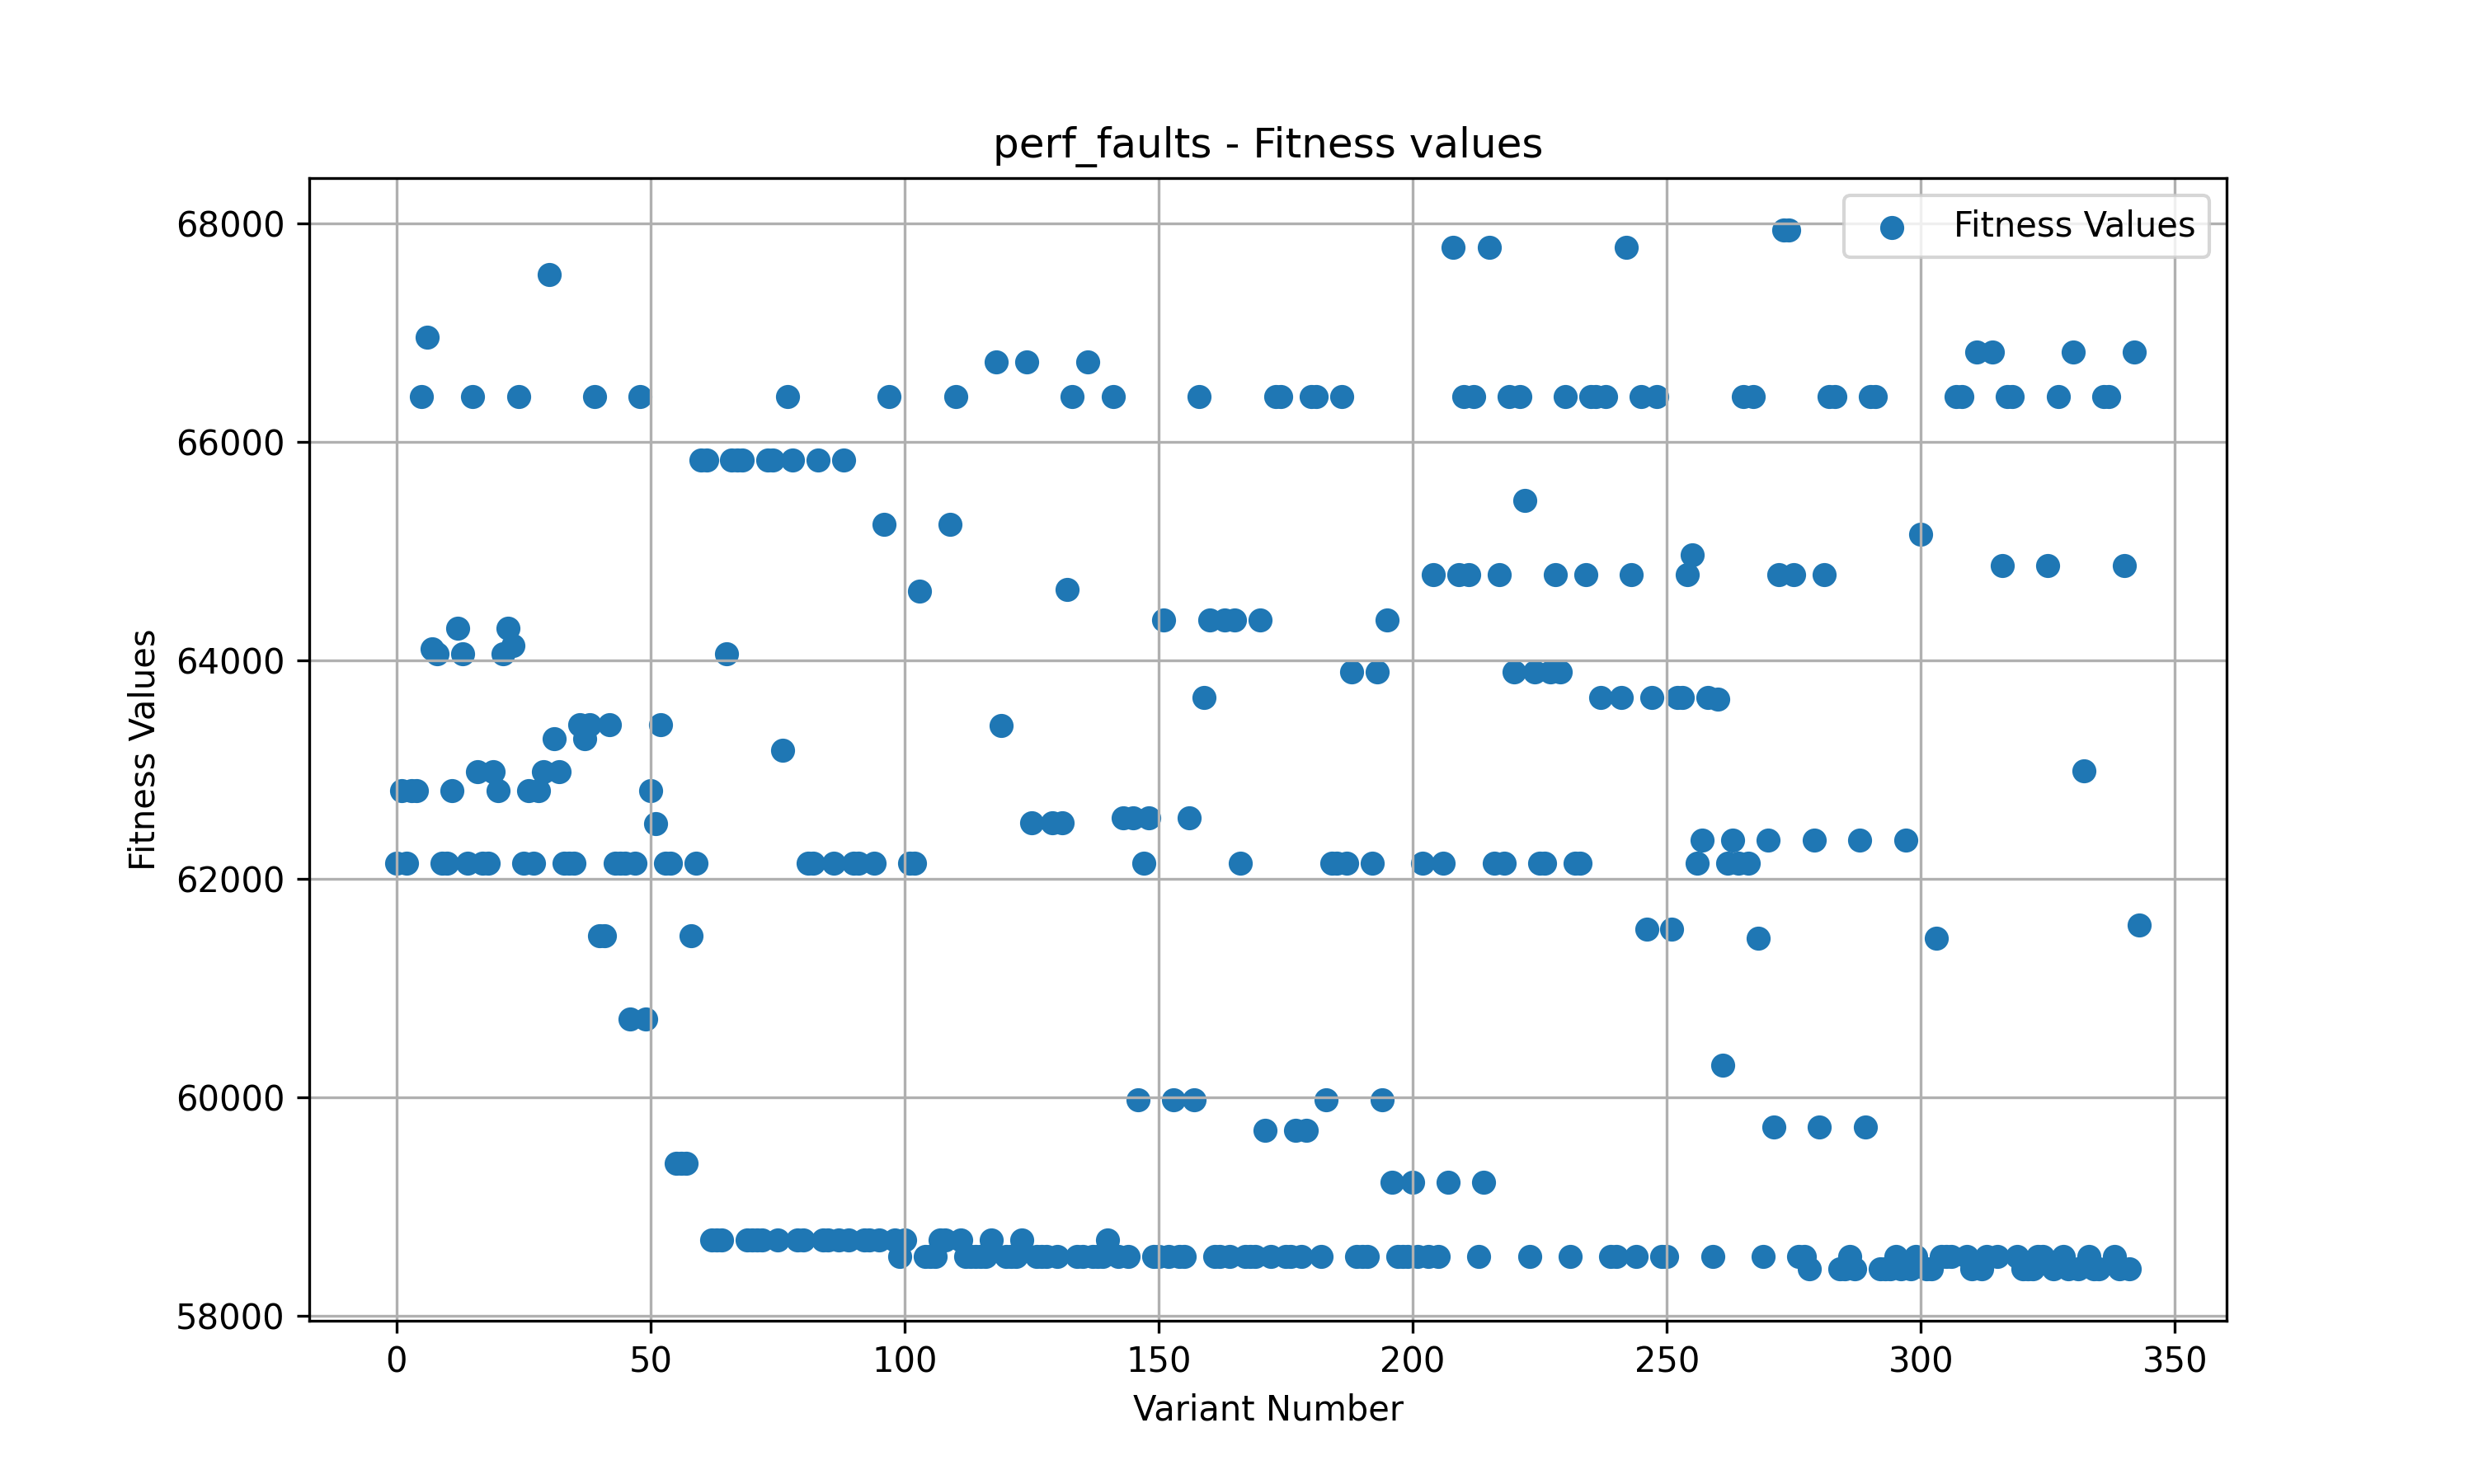 perf_faults - Fitness values
Fitness Values
68000
66000
64000
62000
60000
58000
Fitness Values
0 50 100 150 200 250 300 350
Variant Number